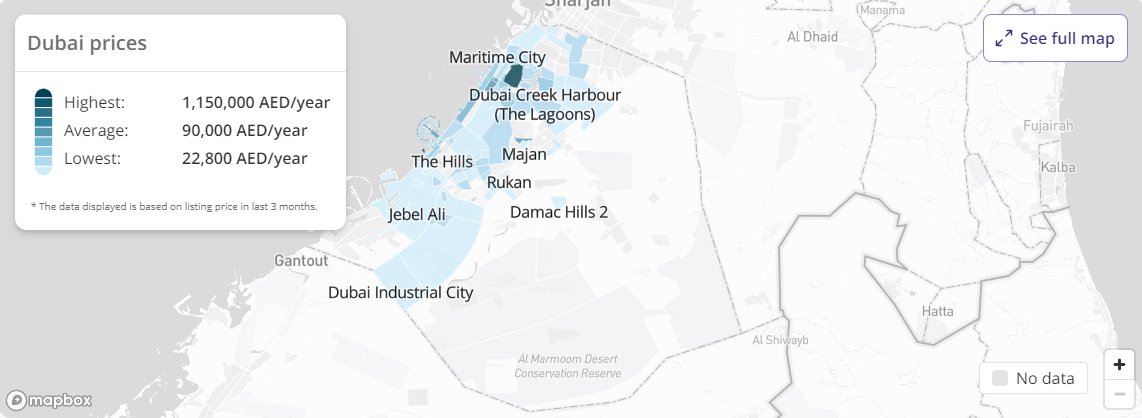 Sharjah
Manama
Dubai prices
Al Dhaid
See full map
Maritime City
Highest: 1,150,000 AED/year
Dubai Creek Harbour
(The Lagoons)
Average: 90,000 AED/year
Fujairah
Lowest: 22,800 AED/year
The Hills
Majan
Kalba
Rukan
* The data displayed is based on listing price in last 3 months.
Jebel Ali
Damac Hills 2
Gantout
Dubai Industrial City
Hatta
Al Shiwayb
Al Marmoom Desert
Conservation Reserve
No data
+
−
mapbox